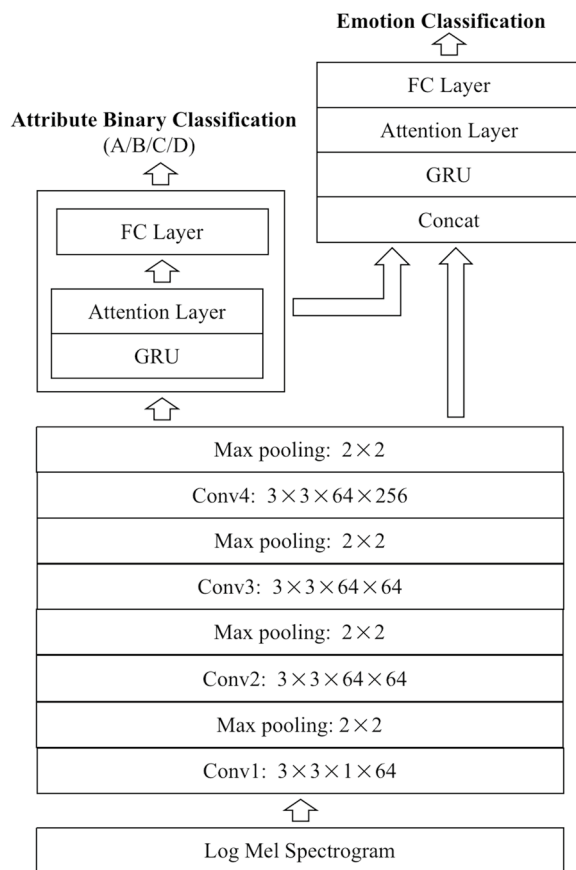 Emotion Classification
FC Layer
Attention Layer
GRU
Concat
Attribute Binary Classification
(A/B/C/D)
FC Layer
Attention Layer
GRU
Max pooling: 2×2
Conv4: 3×3×64×256
Max pooling: 2×2
Conv3: 3×3×64×64
Max pooling: 2×2
Conv2: 3×3×64×64
Max pooling: 2×2
Conv1: 3×3×1×64
Log Mel Spectrogram